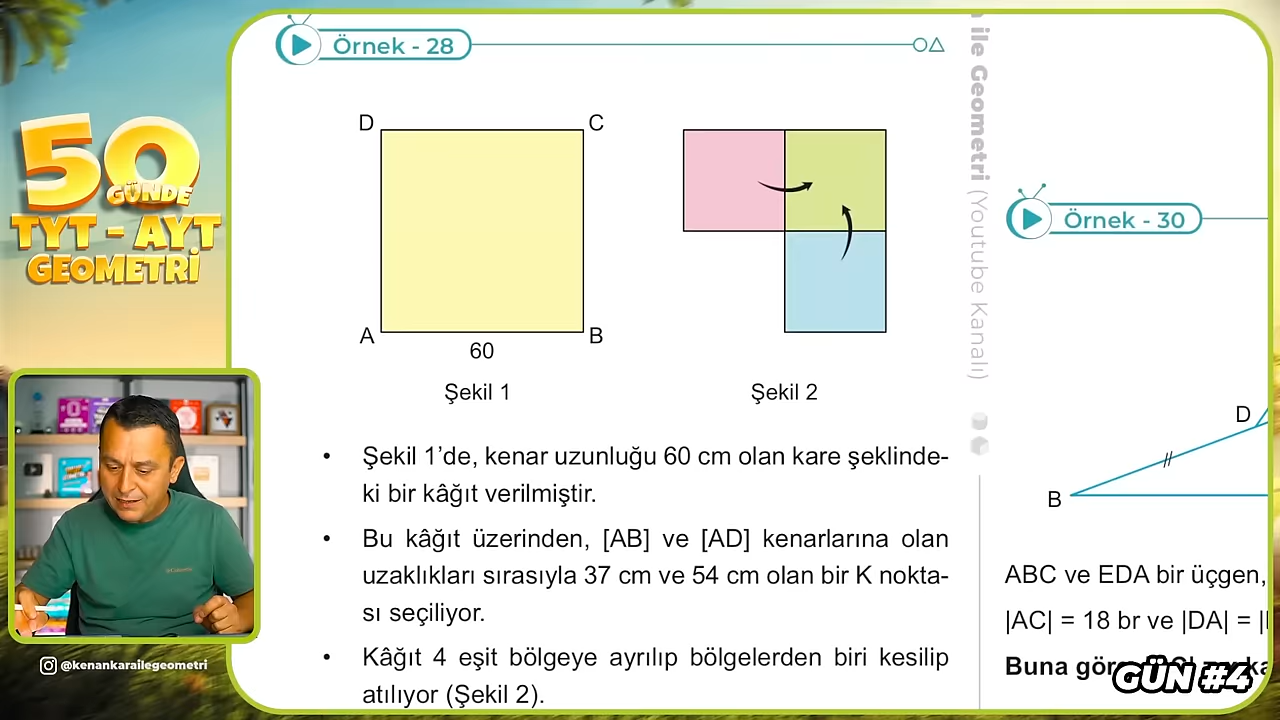 50
GÜNDE
TYT - AYT
GEOMETRİ
@kenankarailegeometri
Örnek - 28
D
C
A
B
60
Şekil 1
Şekil 2
• Şekil 1’de, kenar uzunluğu 60 cm olan kare şeklinde-
ki bir kâğıt verilmiştir.
• Bu kâğıt üzerinden, [AB] ve [AD] kenarlarına olan
uzaklıkları sırasıyla 37 cm ve 54 cm olan bir K nokta-
sı seçiliyor.
• Kâğıt 4 eşit bölgeye ayrılıp bölgelerden biri kesilip
atılıyor (Şekil 2).
ile Geometri (Youtube Kanalı)
Örnek - 30
D
B
ABC ve EDA bir üçgen,
|AC| = 18 br ve |DA| =
Buna
GÜN #4